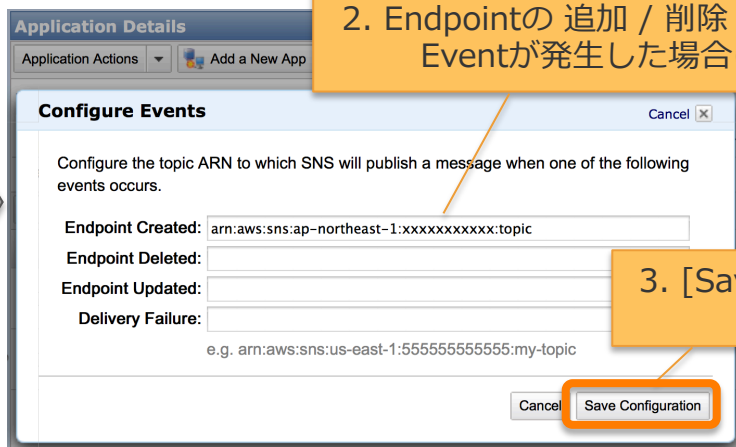 Application Details
Application Actions
Add a New App
2. Endpointの 追加 / 削除
Eventが発生した場合
Configure Events
Cancel
Configure the topic ARN to which SNS will publish a message when one of the following
events occurs.
Endpoint Created: arn:aws:sns:ap-northeast-1:xxxxxxxxxxx:topic
Endpoint Deleted:
Endpoint Updated:
Delivery Failure:
3. [Sav
e.g. arn:aws:sns:us-east-1:555555555555:my-topic
Cancel
Save Configuration